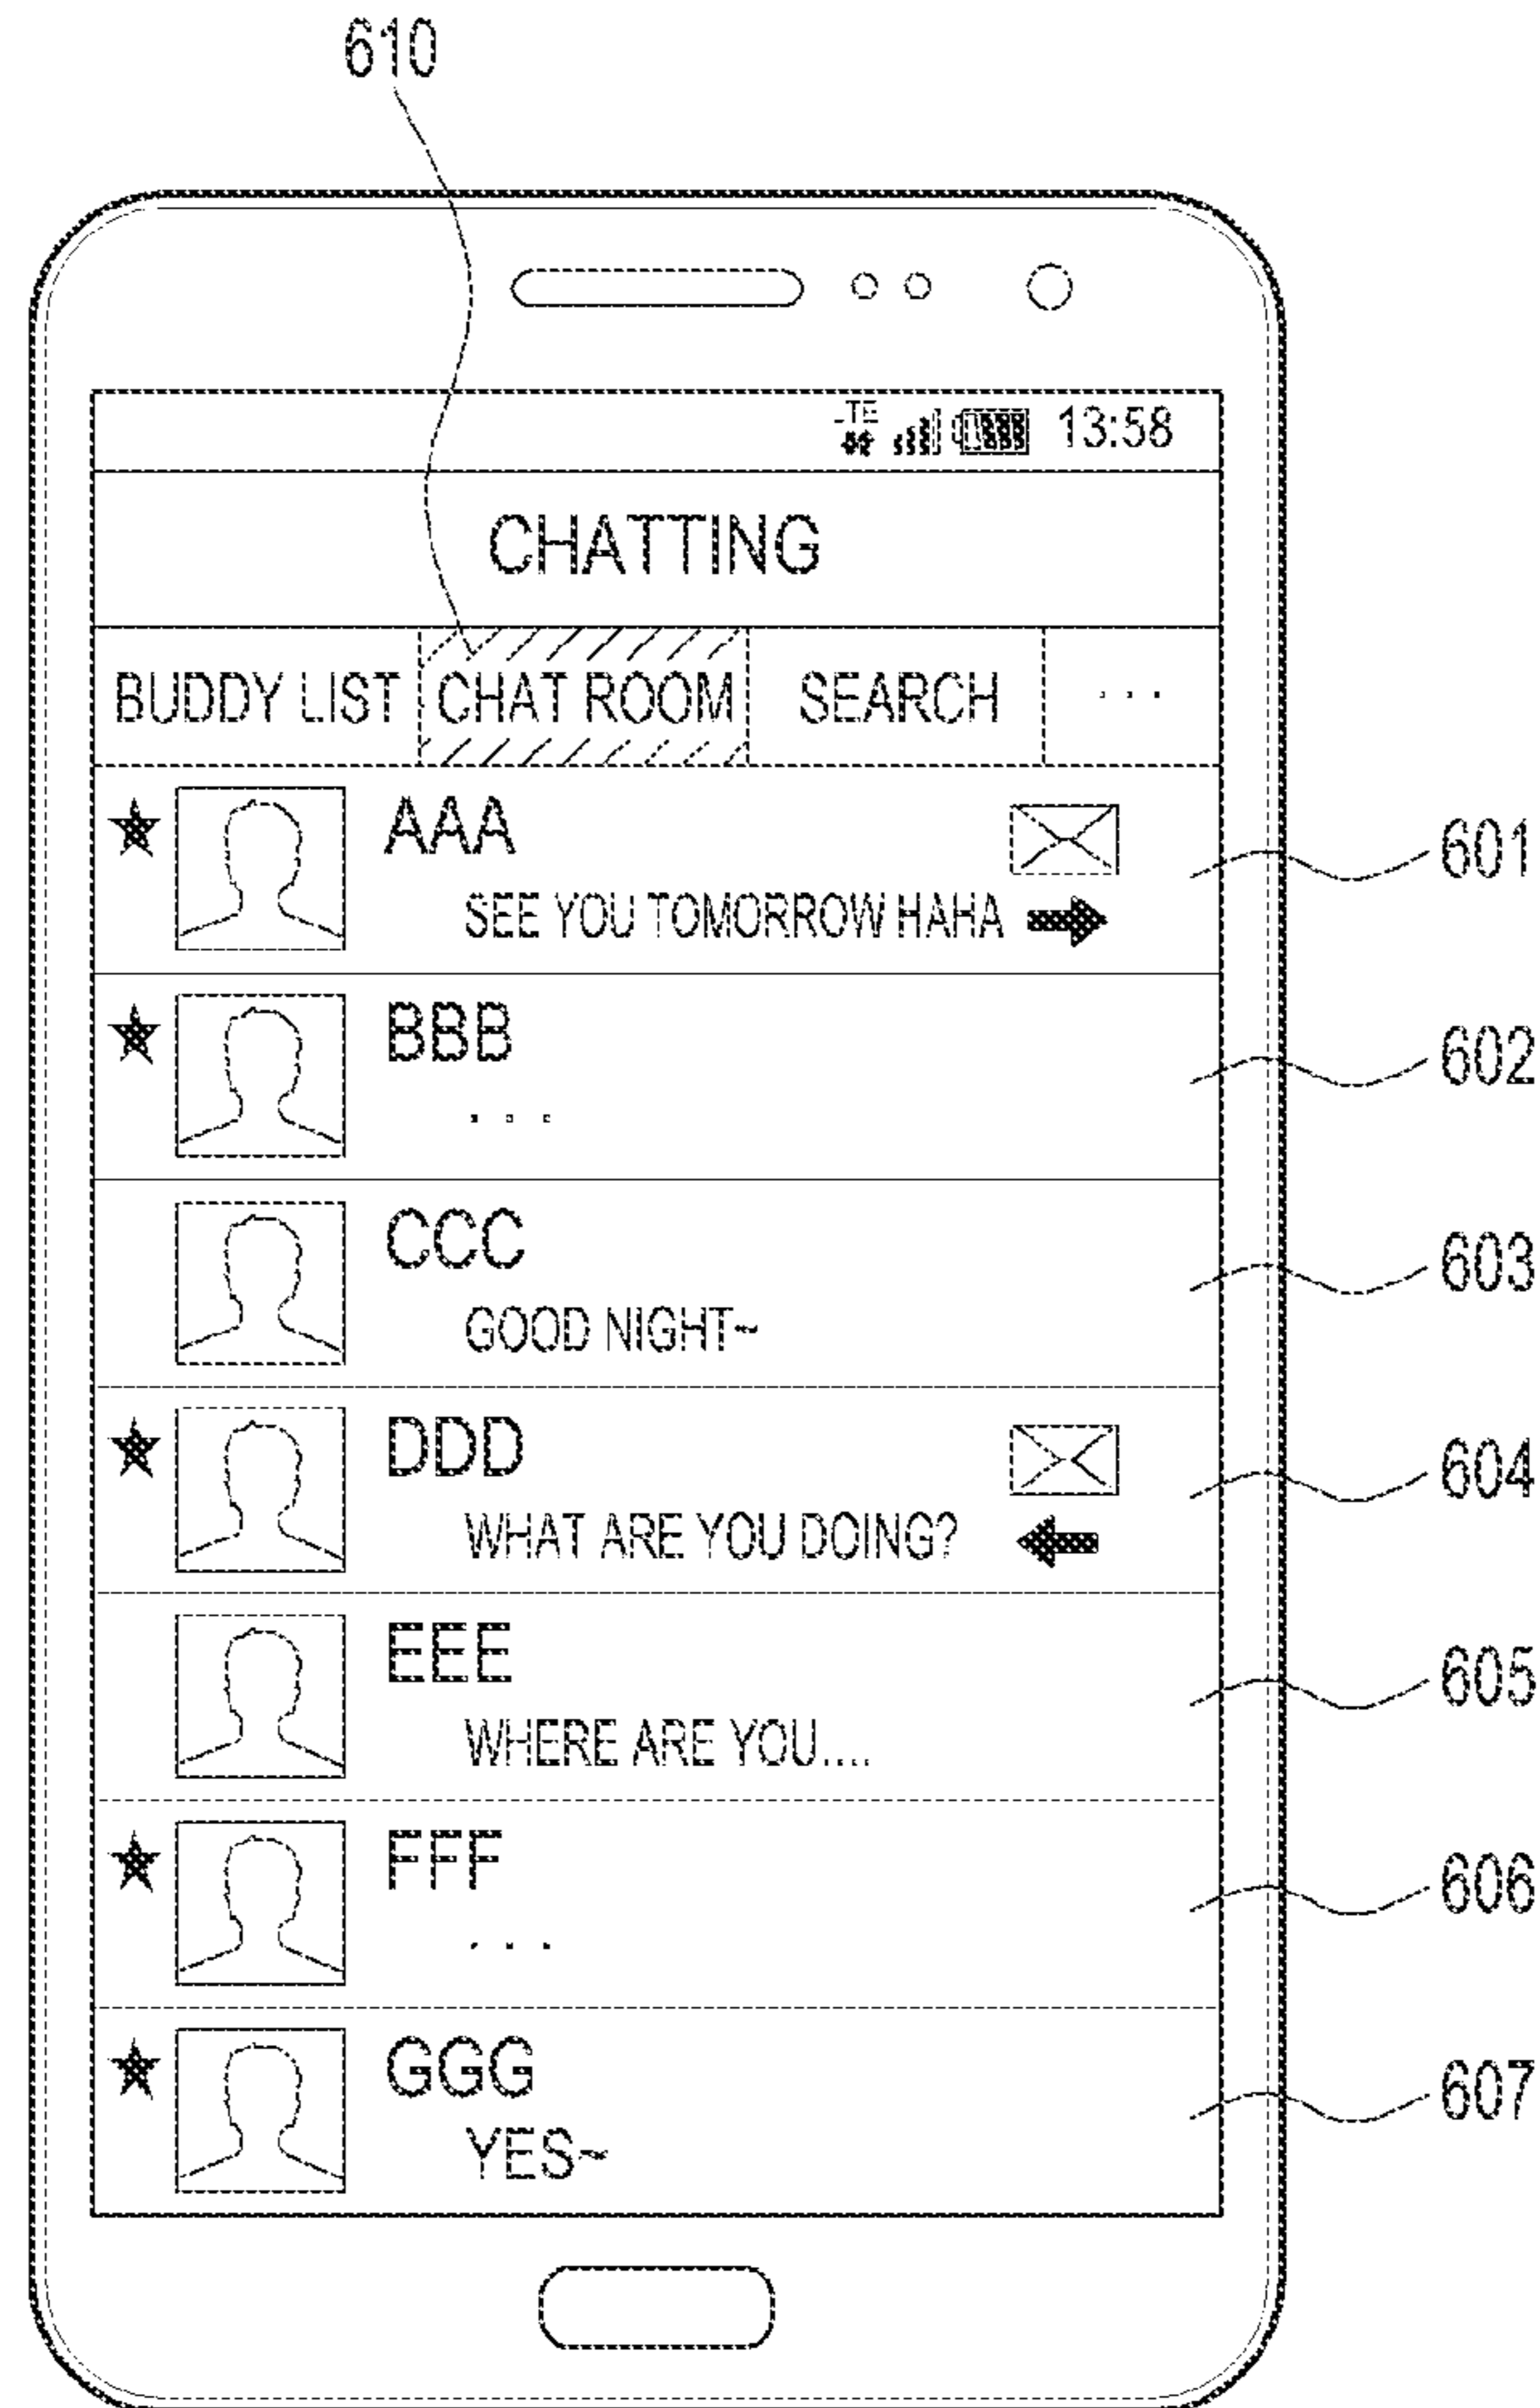 610
LTE 13:58
CHATTING
BUDDY LIST CHAT ROOM SEARCH ...
AAA
601
SEE YOU TOMORROW HAHA
BBB
602
...
CCC
603
GOOD NIGHT~
DDD
604
WHAT ARE YOU DOING?
EEE
605
WHERE ARE YOU....
FFF
606
...
GGG
607
YES~